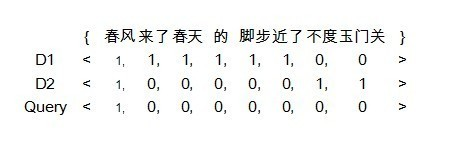 { 春风 来了 春天 的 脚步 近了 不度 玉门关 }
D1 < 1, 1, 1, 1, 1, 1, 0, 0 >
D2 < 1, 0, 0, 0, 0, 0, 1, 1 >
Query < 1, 0, 0, 0, 0, 0, 0, 0 >